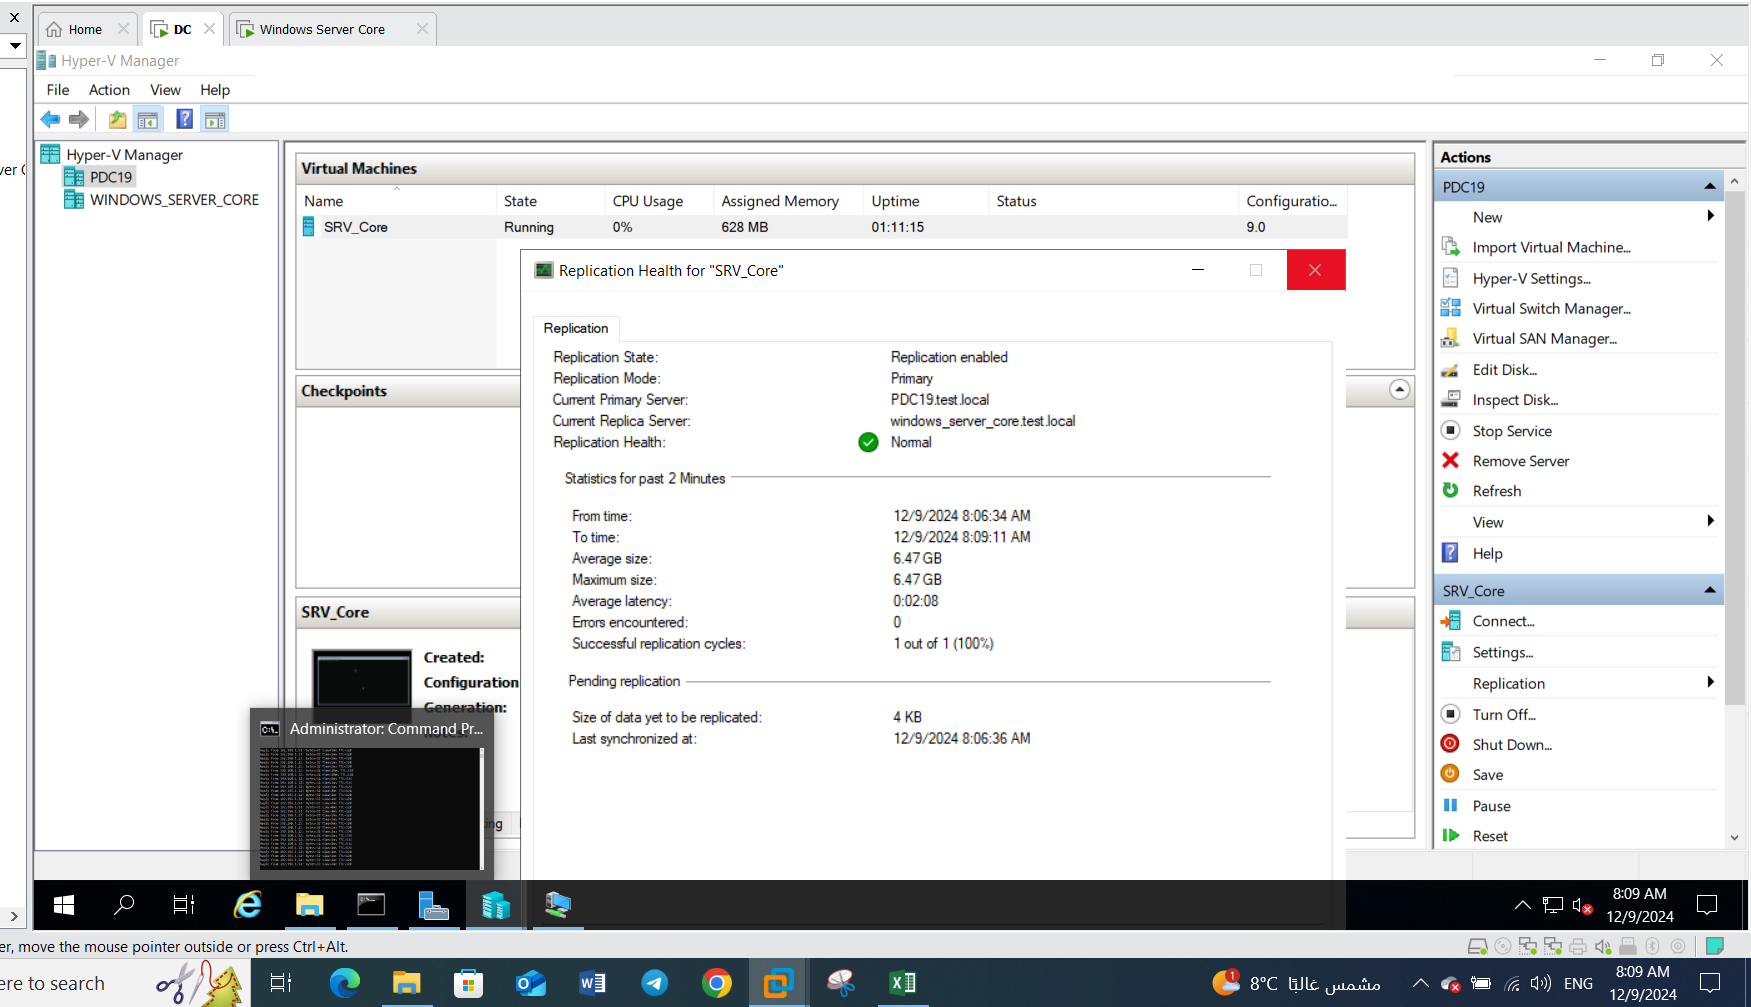 X
Home
DC
Windows Server Core
Hyper-V Manager
File Action View Help
ver C
Hyper-V Manager
PDC19
WINDOWS_SERVER_CORE
Virtual Machines
Name State CPU Usage Assigned Memory Uptime Status Configuratio...
SRV_Core Running 0% 628 MB 01:11:15 9.0
Replication Health for "SRV_Core"
Replication
Replication State: Replication enabled
Replication Mode: Primary
Current Primary Server: PDC19.test.local
Current Replica Server: windows_server_core.test.local
Replication Health: Normal
Statistics for past 2 Minutes
From time: 12/9/2024 8:06:34 AM
To time: 12/9/2024 8:09:11 AM
Average size: 6.47 GB
Maximum size: 6.47 GB
Average latency: 0:02:08
Errors encountered: 0
Successful replication cycles: 1 out of 1 (100%)
Pending replication
Size of data yet to be replicated: 4 KB
Last synchronized at: 12/9/2024 8:06:36 AM
Checkpoints
SRV_Core
Created:
Configuration
Generation:
Administrator: Command Pr...
ing
Actions
PDC19
New
Import Virtual Machine...
Hyper-V Settings...
Virtual Switch Manager...
Virtual SAN Manager...
Edit Disk...
Inspect Disk...
Stop Service
Remove Server
Refresh
View
Help
SRV_Core
Connect...
Settings...
Replication
Turn Off...
Shut Down...
Save
Pause
Reset
8:09 AM
12/9/2024
er, move the mouse pointer outside or press Ctrl+Alt.
ere to search
1
8°C مشمس غالبًا
ENG
8:09 AM
12/9/2024